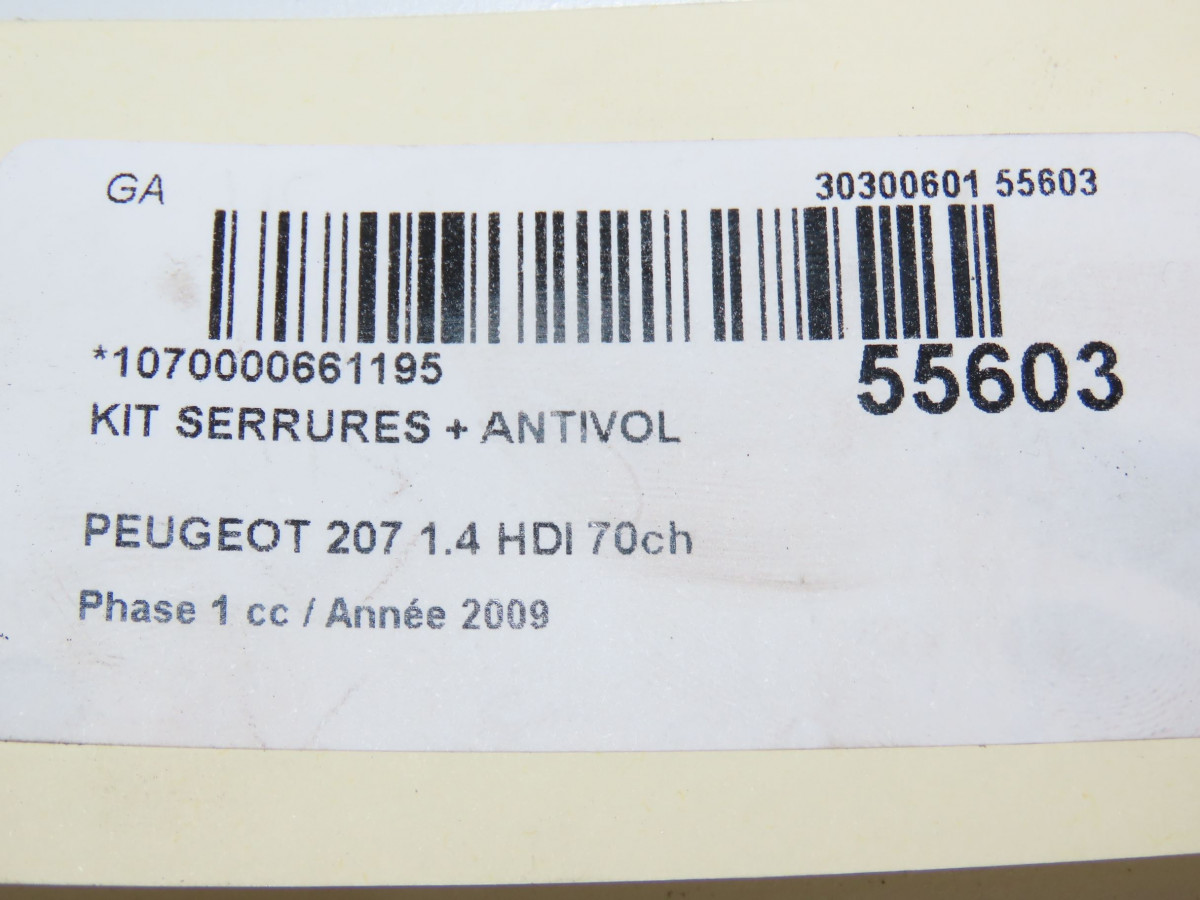 GA 30300601 55603
*1070000661195 55603
KIT SERRURES + ANTIVOL
PEUGEOT 207 1.4 HDI 70ch
Phase 1 cc / Année 2009